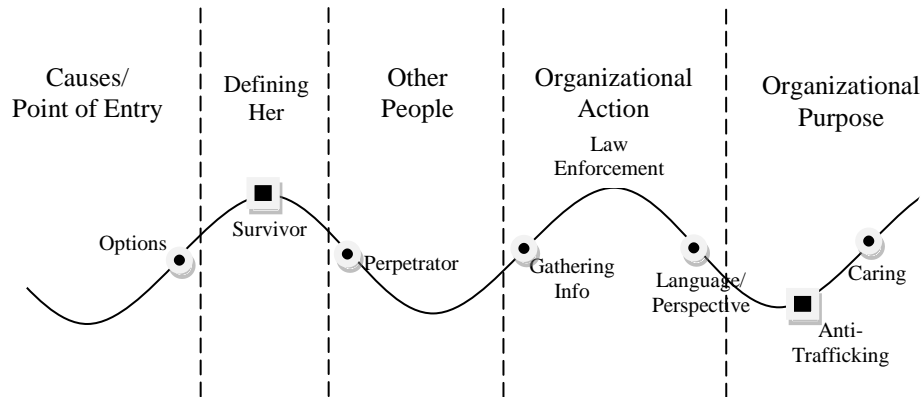 Causes/
Point of Entry
Defining
Her
Other
People
Organizational
Action
Organizational
Purpose
Law
Enforcement
Options
Survivor
Perpetrator
Gathering
Info
Language/
Perspective
Caring
Anti-
Trafficking